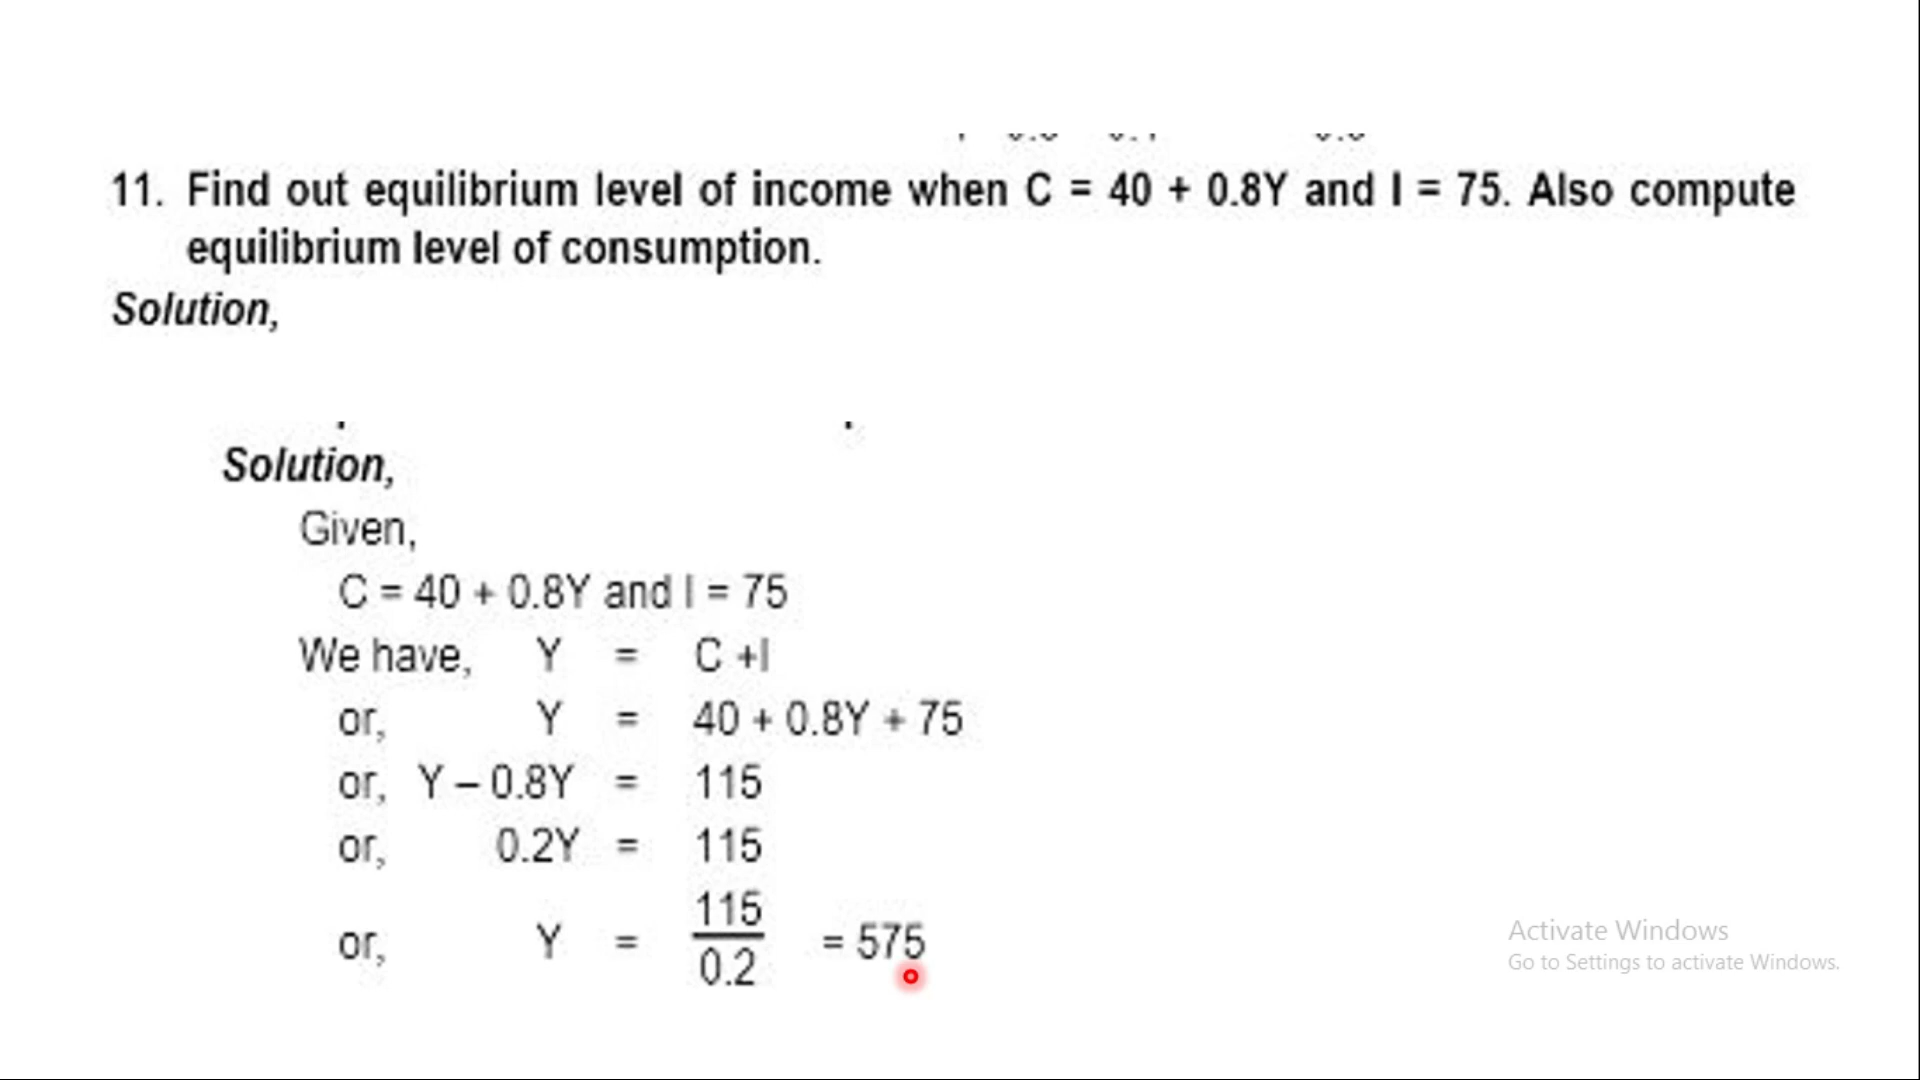 11. Find out equilibrium level of income when C = 40 + 0.8Y and I = 75. Also compute
equilibrium level of consumption.
Solution,
Solution,
Given,
C = 40 + 0.8Y and I = 75
We have, Y = C +I
or, Y = 40 + 0.8Y + 75
or, Y – 0.8Y = 115
or, 0.2Y = 115
or, Y = 115/0.2 = 575
Activate Windows
Go to Settings to activate Windows.